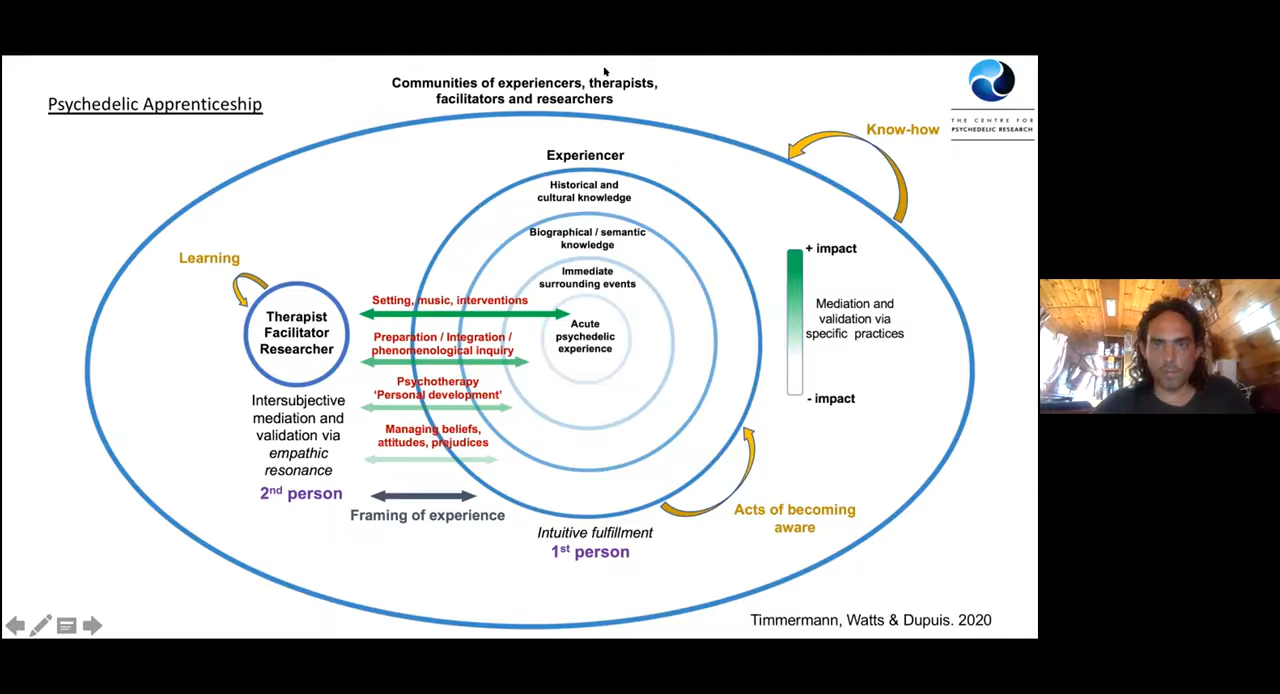 Psychedelic Apprenticeship
Communities of experiencers, therapists,
facilitators and researchers
THE CENTRE FOR
PSYCHEDELIC RESEARCH
Know-how
Experiencer
Historical and
cultural knowledge
Biographical / semantic
knowledge
Immediate
surrounding events
Acute
psychedelic
experience
Learning
Therapist
Facilitator
Researcher
Setting, music, interventions
Preparation / Integration /
phenomenological inquiry
Psychotherapy
‘Personal development’
Managing beliefs,
attitudes, prejudices
Intersubjective
mediation and
validation via
empathic
resonance
2nd person
Framing of experience
Intuitive fulfillment
1st person
+ impact
Mediation and
validation via
specific practices
- impact
Acts of becoming
aware
Timmermann, Watts & Dupuis. 2020